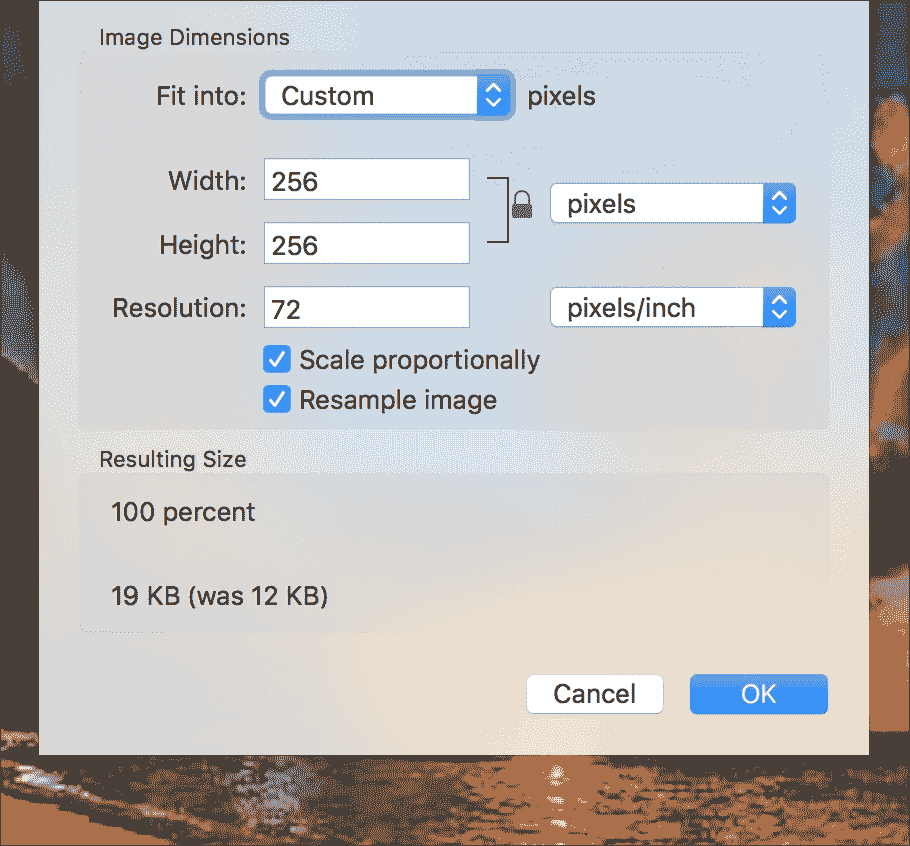 Image Dimensions
Fit into: Custom pixels
Width: 256
pixels
Height: 256
Resolution: 72 pixels/inch
Scale proportionally
Resample image
Resulting Size
100 percent
19 KB (was 12 KB)
Cancel OK